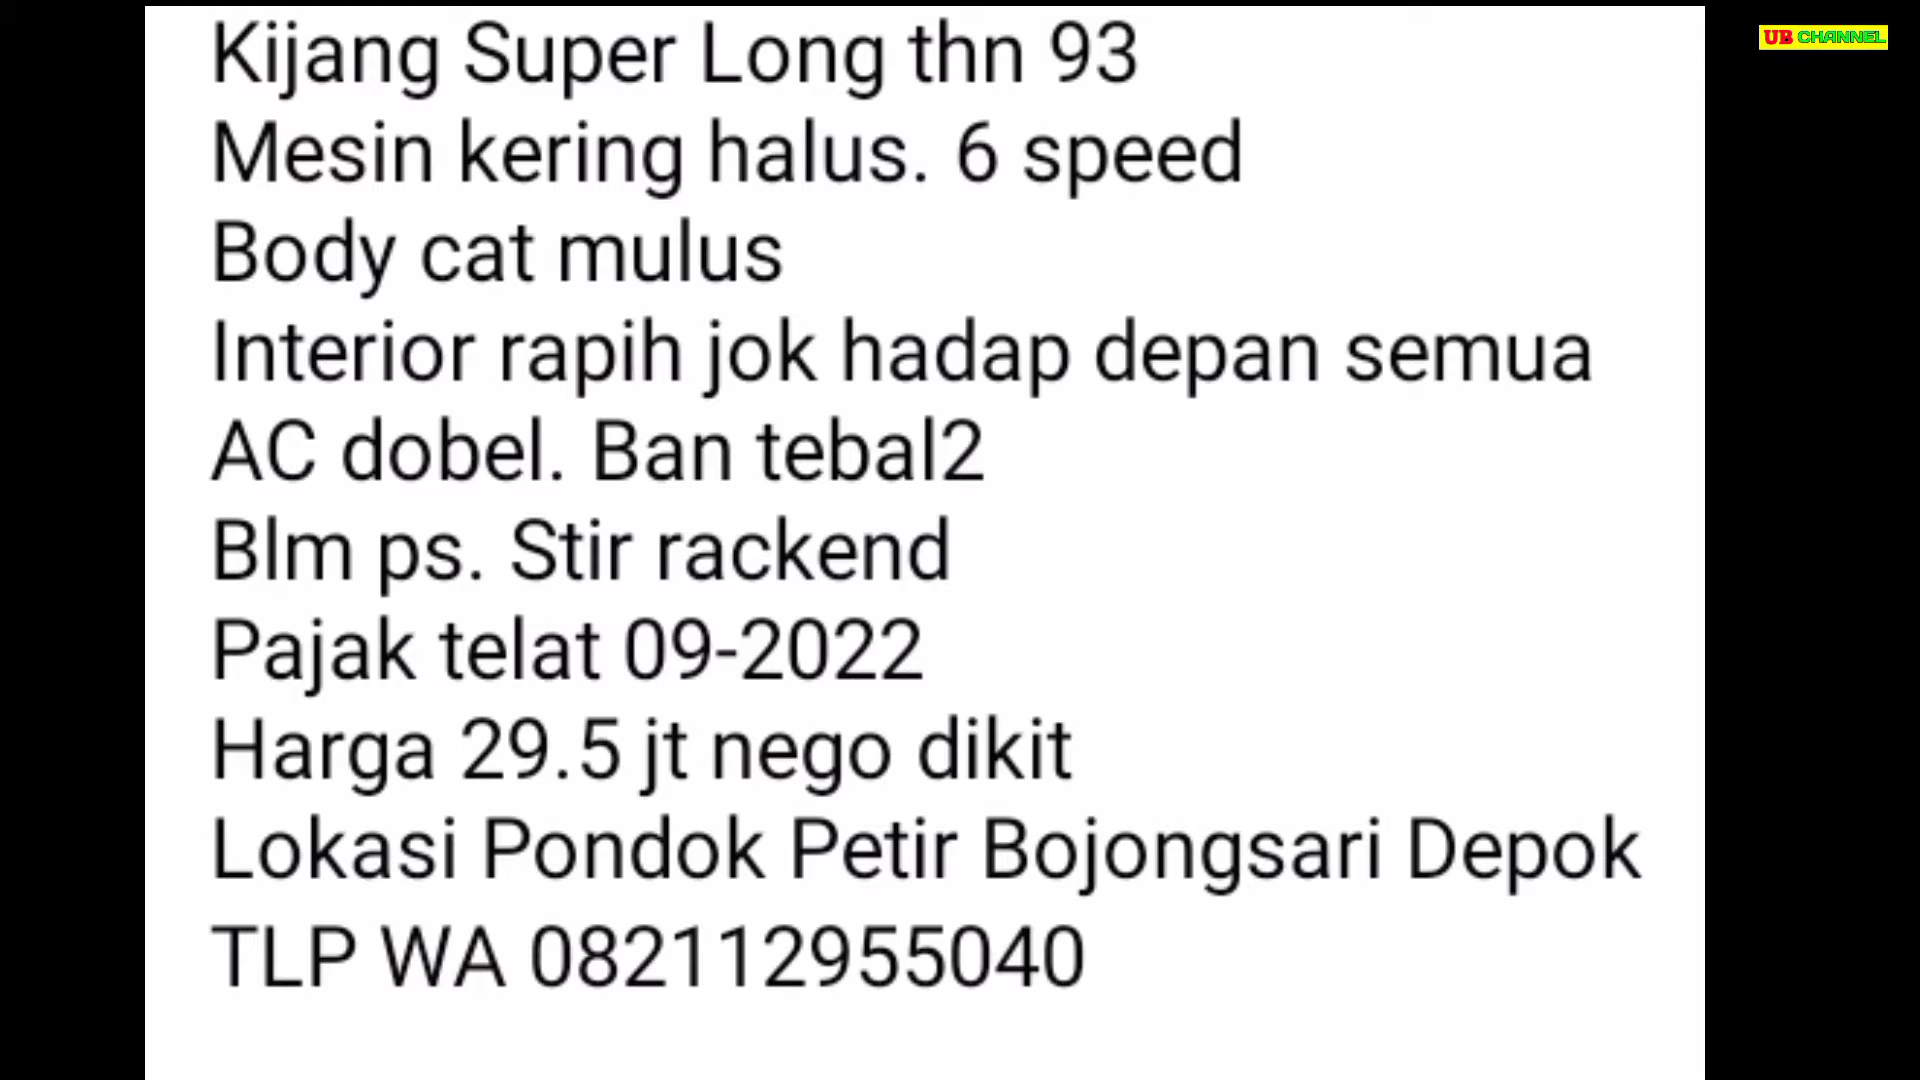 Kijang Super Long thn 93
UB CHANNEL
Mesin kering halus. 6 speed
Body cat mulus
Interior rapih jok hadap depan semua
AC dobel. Ban tebal2
Blm ps. Stir rackend
Pajak telat 09-2022
Harga 29.5 jt nego dikit
Lokasi Pondok Petir Bojongsari Depok
TLP WA 082112955040